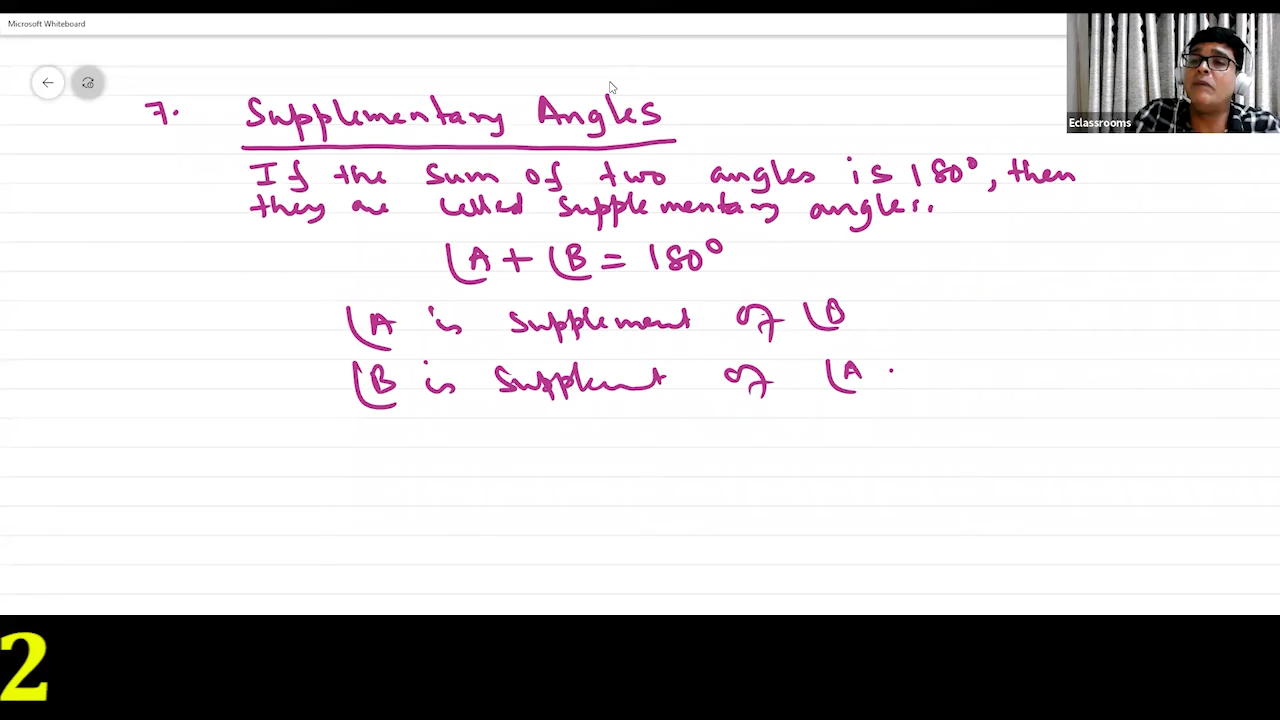 Microsoft Whiteboard
Eclassrooms
7. Supplementary Angles
If the sum of two angles is 180°, then
they are called supplementary angles.
∠A + ∠B = 180°
∠A is supplement of ∠B
∠B is supplement of ∠A.
2